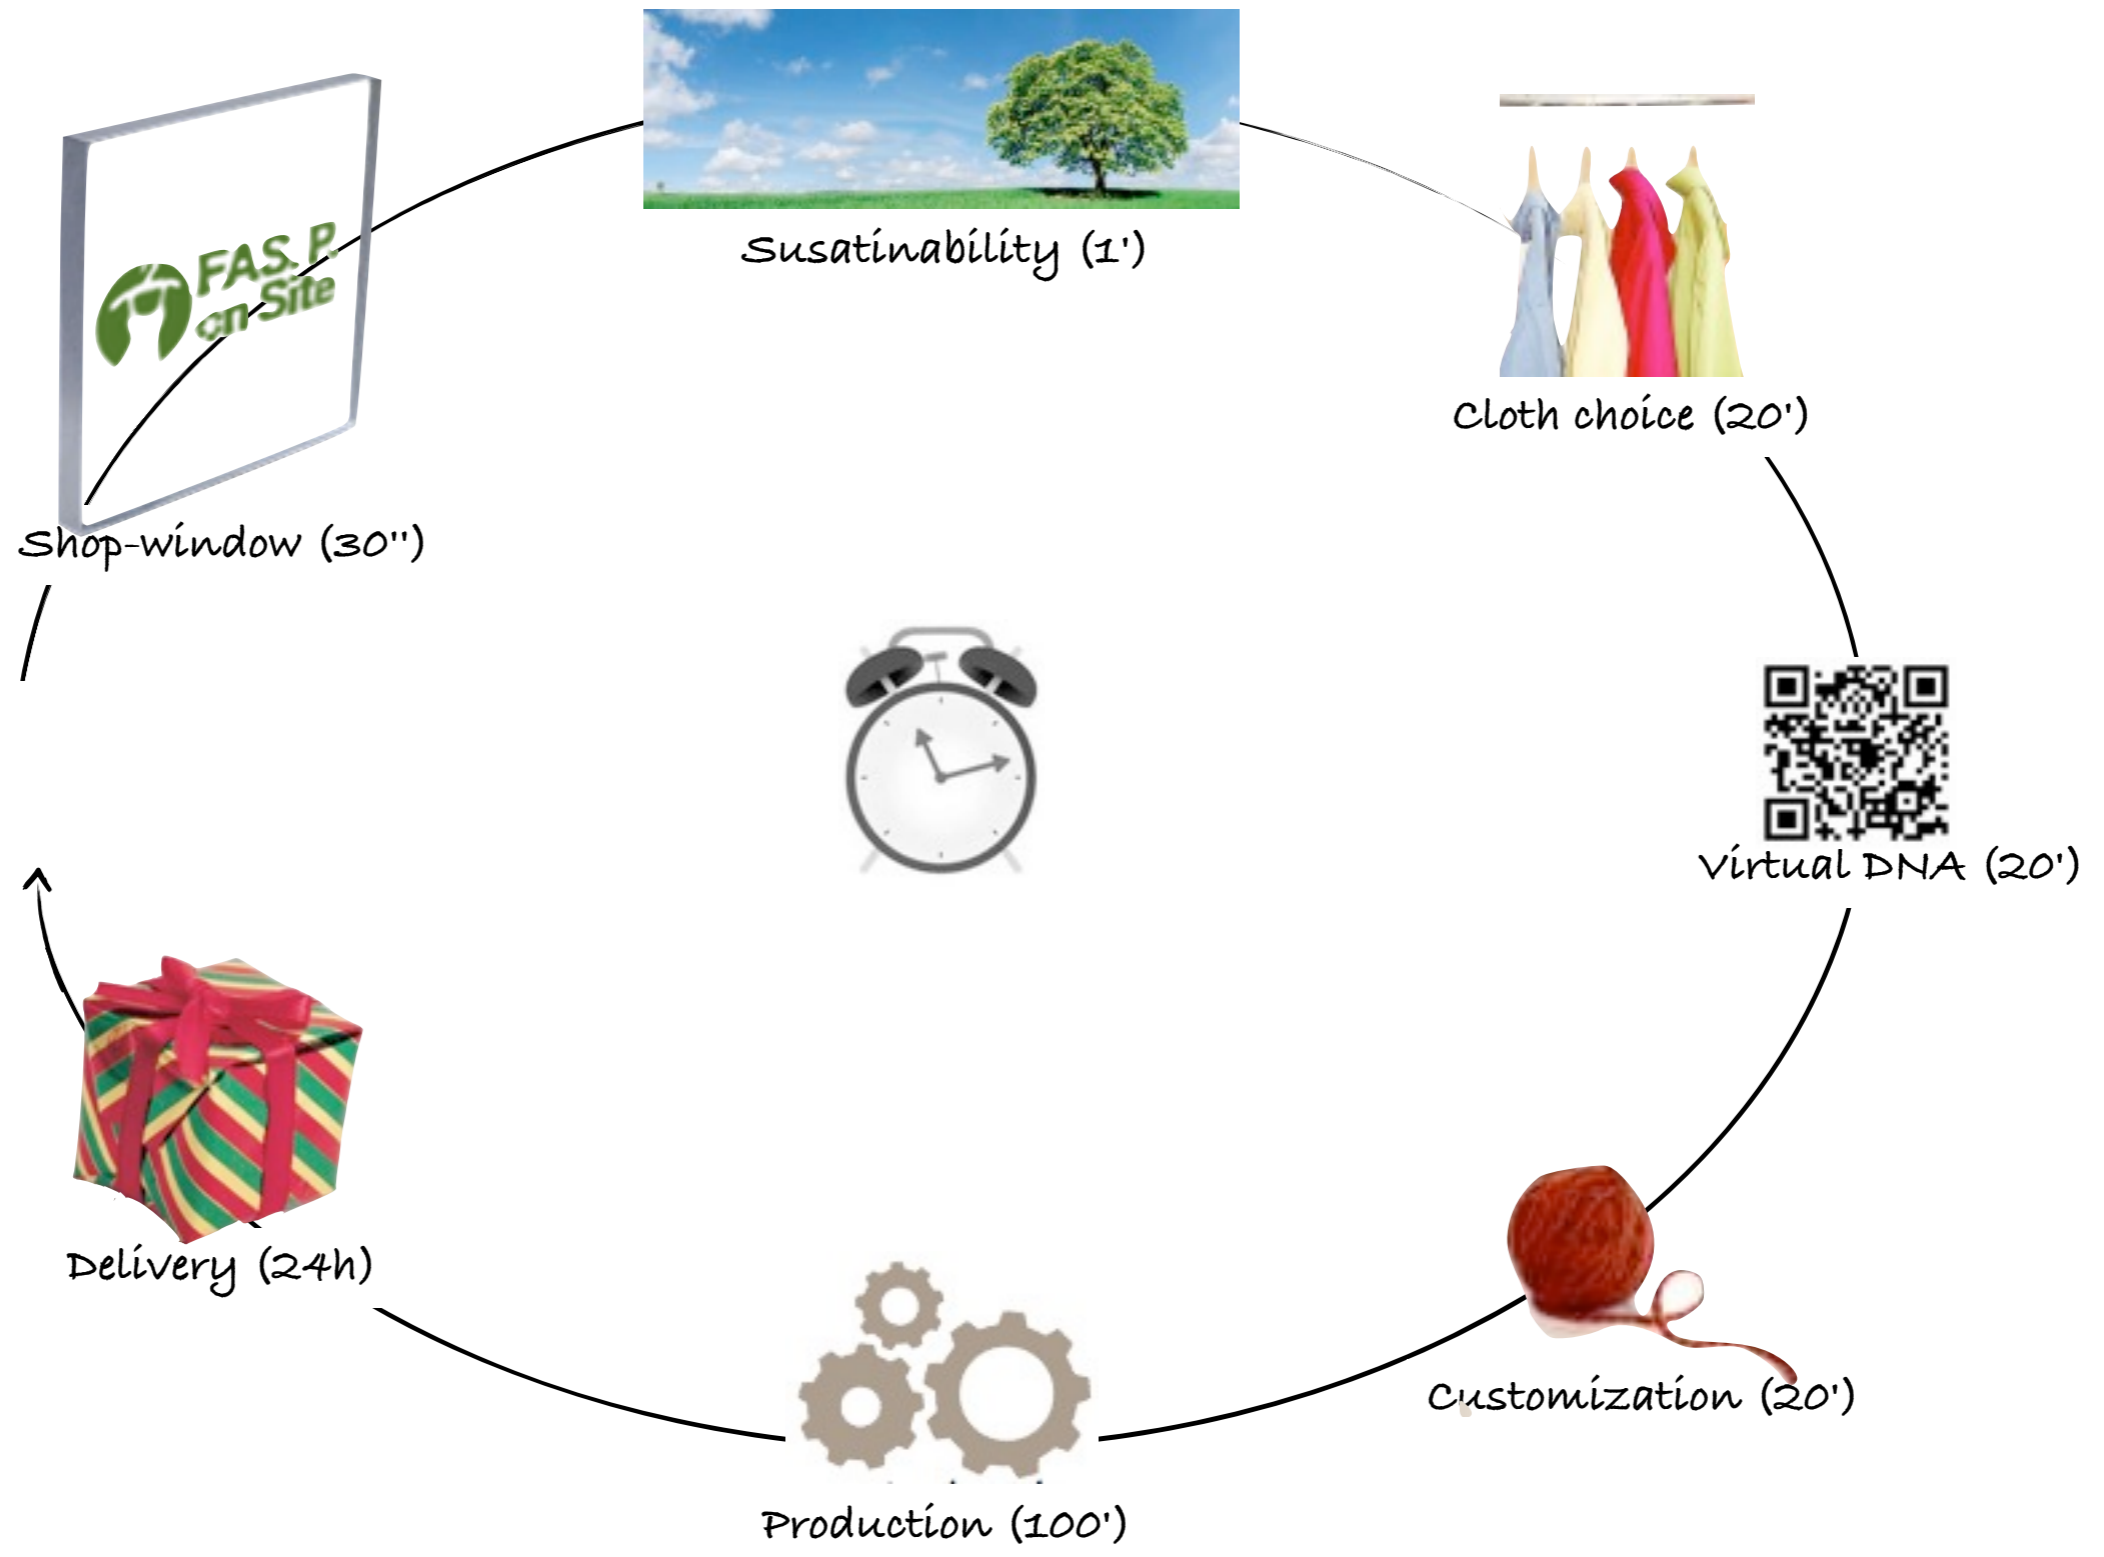 Susatinability (1')
FAS. P.
on Site
Cloth choice (20')
Shop-window (30'')
Virtual DNA (20')
Delivery (24h)
Customization (20')
Production (100')